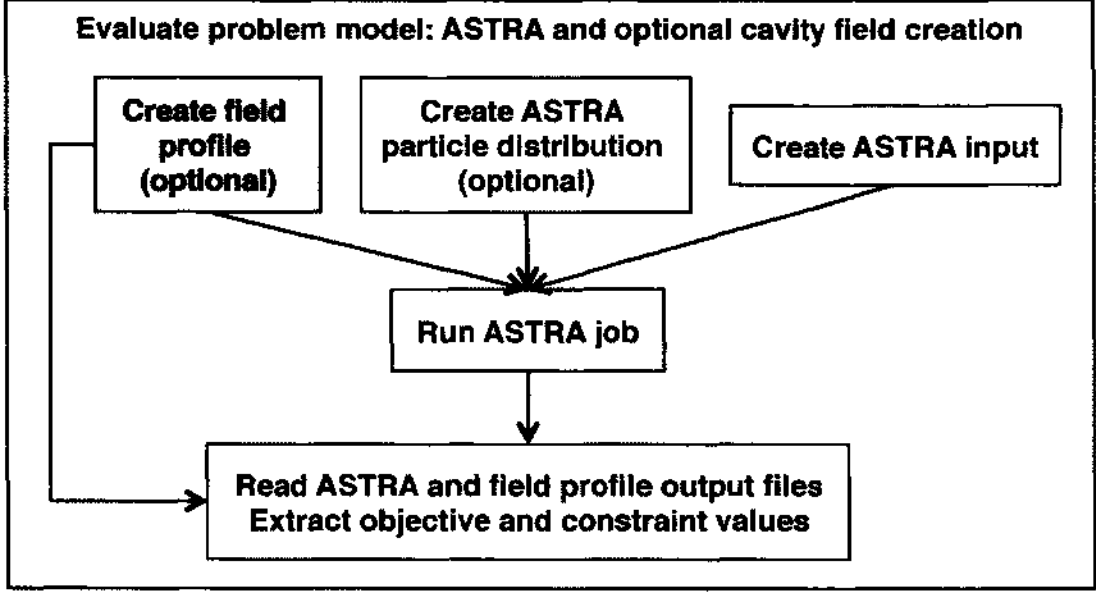 Evaluate problem model: ASTRA and optional cavity field creation
Create field
profile
(optional)
Create ASTRA
particle distribution
(optional)
Create ASTRA input
Run ASTRA job
Read ASTRA and field profile output files
Extract objective and constraint values